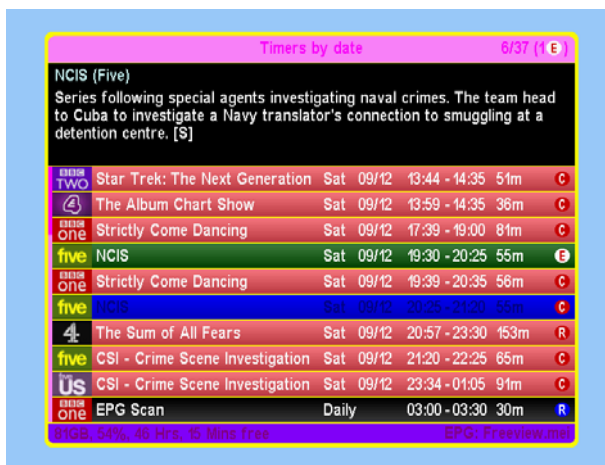 Timers by date 6/37 (1 E)
NCIS (Five)
Series following special agents investigating naval crimes. The team head
to Cuba to investigate a Navy translator's connection to smuggling at a
detention centre. [S]
BBC TWO Star Trek: The Next Generation Sat 09/12 13:44 - 14:35 51m C
4 The Album Chart Show Sat 09/12 13:59 - 14:35 36m C
BBC one Strictly Come Dancing Sat 09/12 17:39 - 19:00 81m C
five NCIS Sat 09/12 19:30 - 20:25 55m E
BBC one Strictly Come Dancing Sat 09/12 19:39 - 20:35 56m C
five NCIS Sat 09/12 20:25 - 21:20 55m C
4 The Sum of All Fears Sat 09/12 20:57 - 23:30 153m R
five CSI - Crime Scene Investigation Sat 09/12 21:20 - 22:25 65m C
five US CSI - Crime Scene Investigation Sat 09/12 23:34 - 01:05 91m C
BBC one EPG Scan Daily 03:00 - 03:30 30m R
81GB, 54%, 46 Hrs, 15 Mins free EPG: Freeview.mei